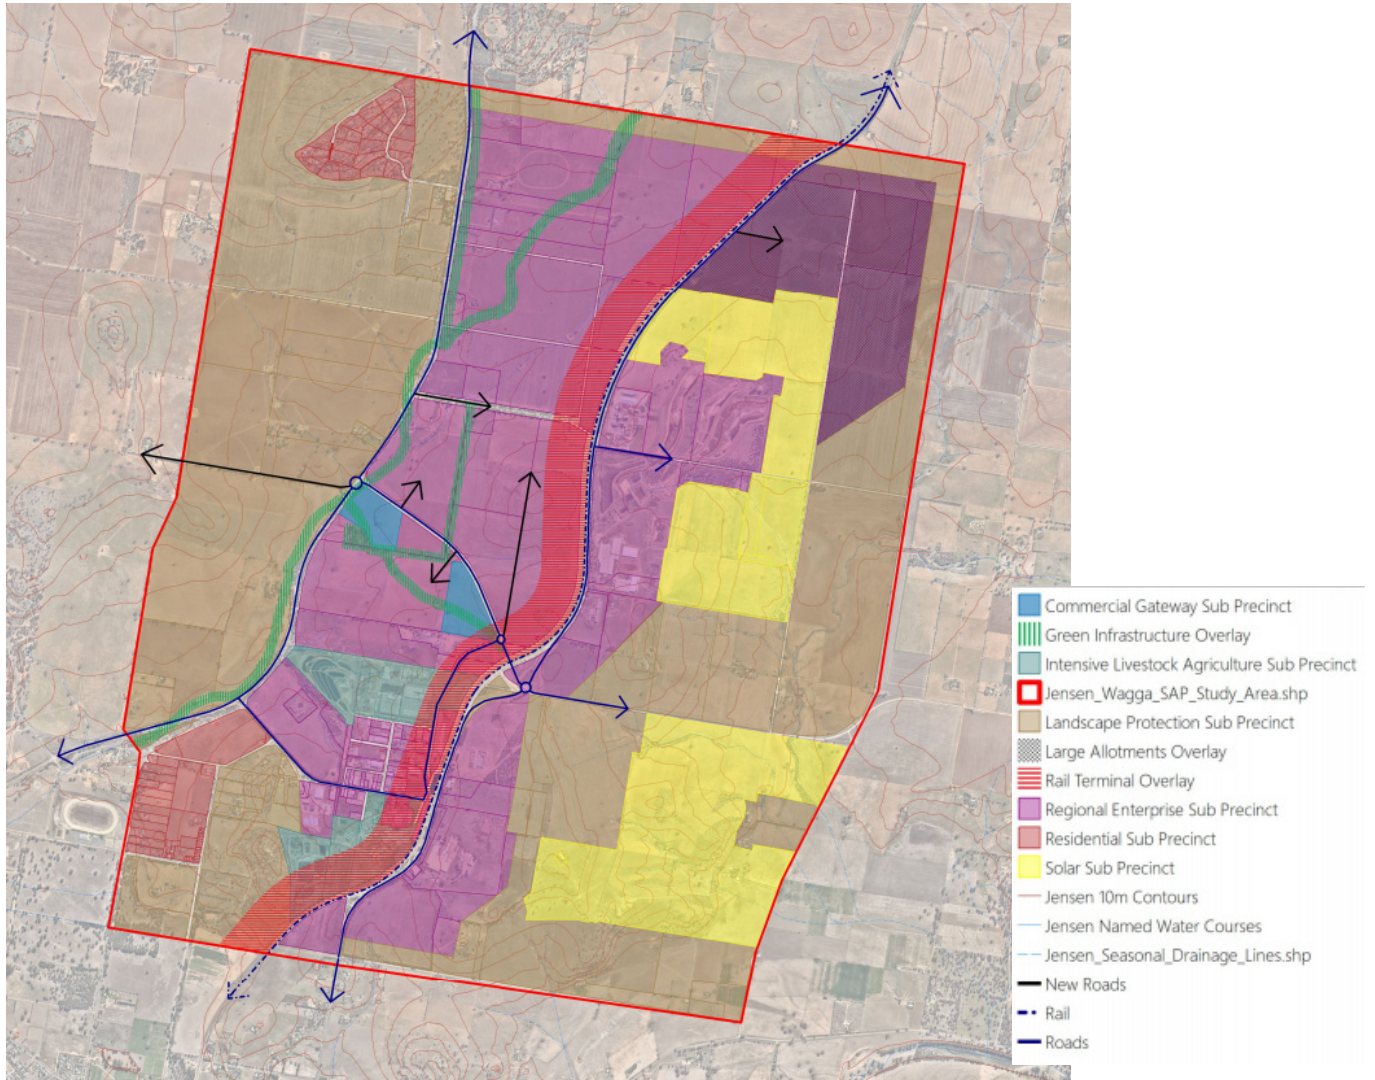 Commercial Gateway Sub Precinct
Green Infrastructure Overlay
Intensive Livestock Agriculture Sub Precinct
Jensen_Wagga_SAP_Study_Area.shp
Landscape Protection Sub Precinct
Large Allotments Overlay
Rail Terminal Overlay
Regional Enterprise Sub Precinct
Residential Sub Precinct
Solar Sub Precinct
Jensen 10m Contours
Jensen Named Water Courses
Jensen_Seasonal_Drainage_Lines.shp
New Roads
Rail
Roads